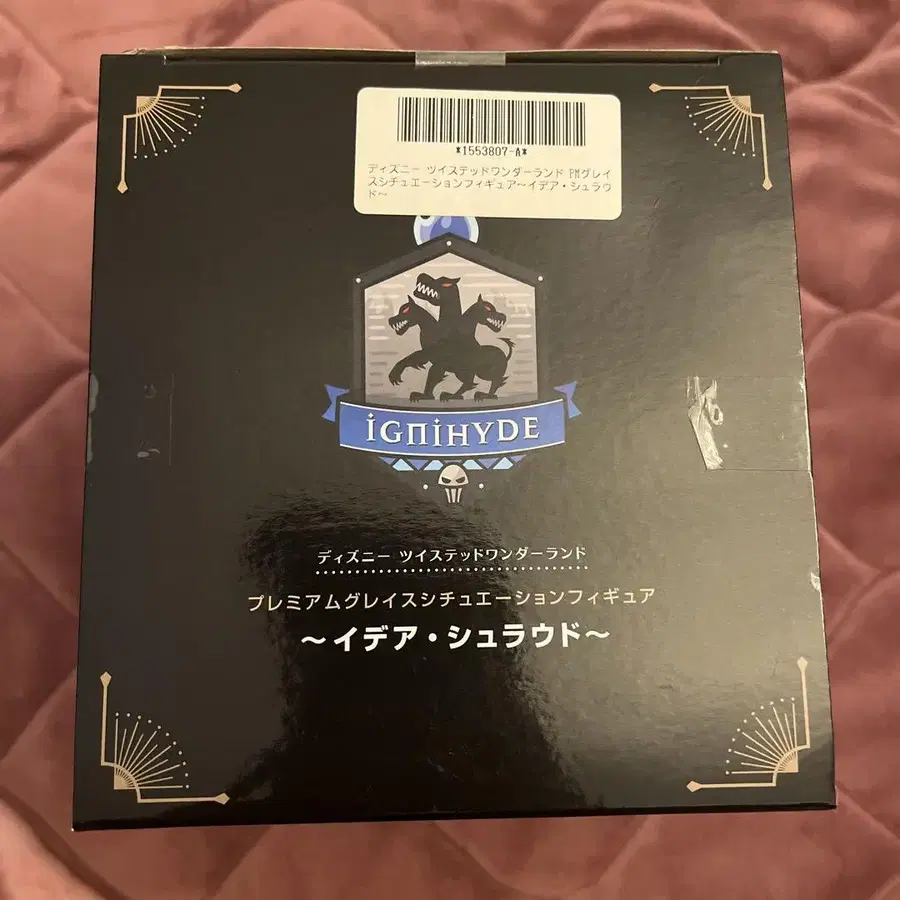 *1553807-A*
ディズニー ツイステッドワンダーランド PMグレイ
スシチュエーションフィギュア~イデア・シュラウ
ド~
iGNiHYDE
ディズニー ツイステッドワンダーランド
プレミアムグレイスシチュエーションフィギュア
~イデア・シュラウド~